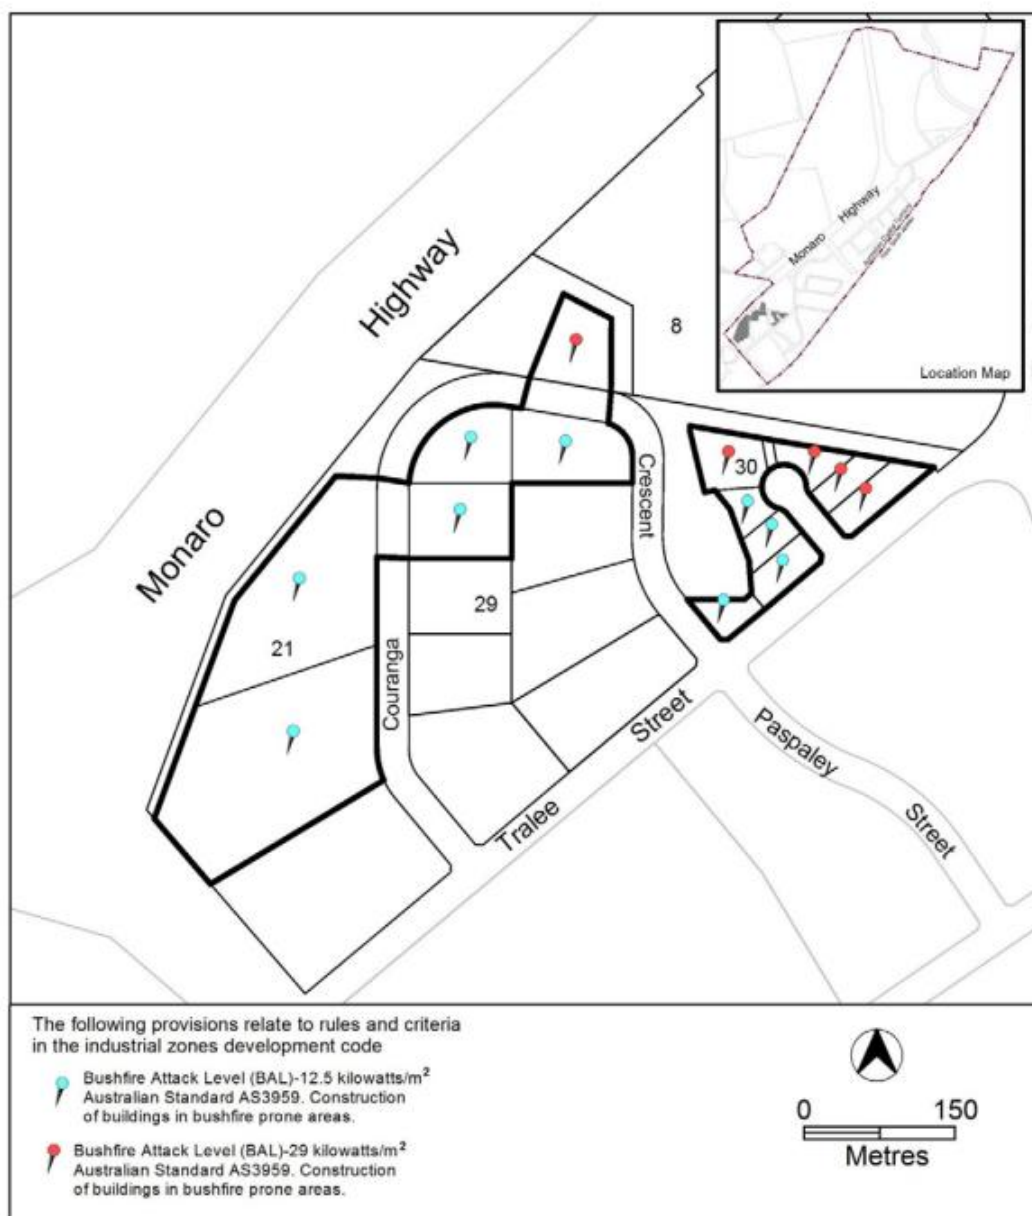 Monaro
Highway
Location Map
Highway
Monaro
8
30
Crescent
29
21
Couranga
Street
Tralee
Paspaley
Street
The following provisions relate to rules and criteria
in the industrial zones development code
Bushfire Attack Level (BAL)-12.5 kilowatts/m²
Australian Standard AS3959. Construction
of buildings in bushfire prone areas.
Bushfire Attack Level (BAL)-29 kilowatts/m²
Australian Standard AS3959. Construction
of buildings in bushfire prone areas.
0 150
Metres